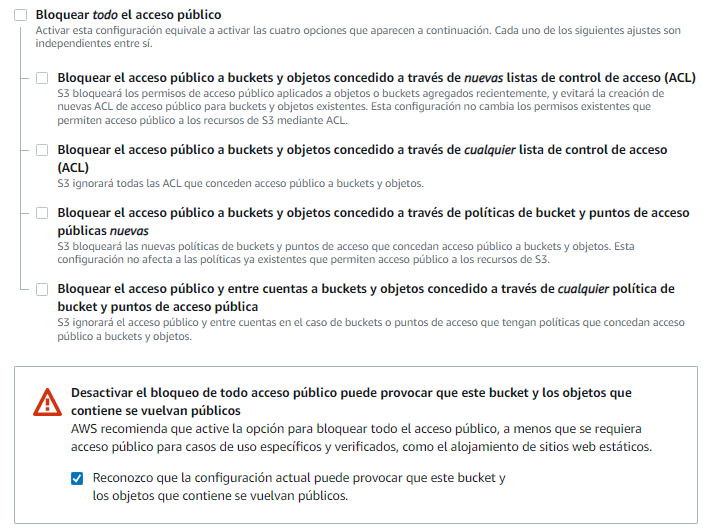 Bloquear todo el acceso público
Activar esta configuración equivale a activar las cuatro opciones que aparecen a continuación. Cada uno de los siguientes ajustes son
independientes entre sí.
Bloquear el acceso público a buckets y objetos concedido a través de nuevas listas de control de acceso (ACL)
S3 bloqueará los permisos de acceso público aplicados a objetos o buckets agregados recientemente, y evitará la creación de
nuevas ACL de acceso público para buckets y objetos existentes. Esta configuración no cambia los permisos existentes que
permiten acceso público a los recursos de S3 mediante ACL.
Bloquear el acceso público a buckets y objetos concedido a través de cualquier lista de control de acceso
(ACL)
S3 ignorará todas las ACL que conceden acceso público a buckets y objetos.
Bloquear el acceso público a buckets y objetos concedido a través de políticas de bucket y puntos de acceso
públicas nuevas
S3 bloqueará las nuevas políticas de buckets y puntos de acceso que concedan acceso público a buckets y objetos. Esta
configuración no afecta a las políticas ya existentes que permiten acceso público a los recursos de S3.
Bloquear el acceso público y entre cuentas a buckets y objetos concedido a través de cualquier política de
bucket y puntos de acceso pública
S3 ignorará el acceso público y entre cuentas en el caso de buckets o puntos de acceso que tengan políticas que concedan acceso
público a buckets y objetos.
Desactivar el bloqueo de todo acceso público puede provocar que este bucket y los objetos que
contiene se vuelvan públicos
AWS recomienda que active la opción para bloquear todo el acceso público, a menos que se requiera
acceso público para casos de uso específicos y verificados, como el alojamiento de sitios web estáticos.
Reconozco que la configuración actual puede provocar que este bucket y
los objetos que contiene se vuelvan públicos.